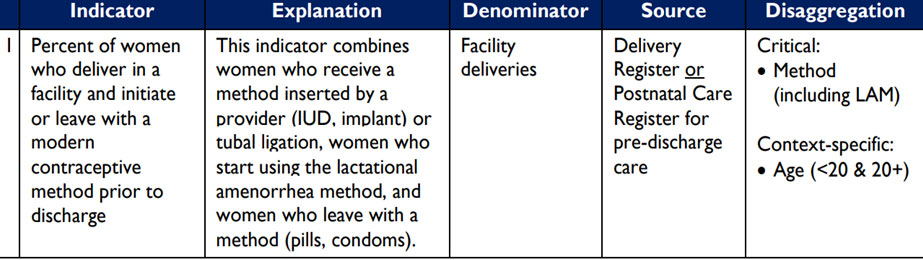 Indicator
Explanation
Denominator
Source
Disaggregation
1
Percent of women
who deliver in a
facility and initiate
or leave with a
modern
contraceptive
method prior to
discharge
This indicator combines
women who receive a
method inserted by a
provider (IUD, implant) or
tubal ligation, women who
start using the lactational
amenorrhea method, and
women who leave with a
method (pills, condoms).
Facility
deliveries
Delivery
Register or
Postnatal Care
Register for
pre-discharge
care
Critical:
• Method
(including LAM)
Context-specific:
• Age (<20 & 20+)